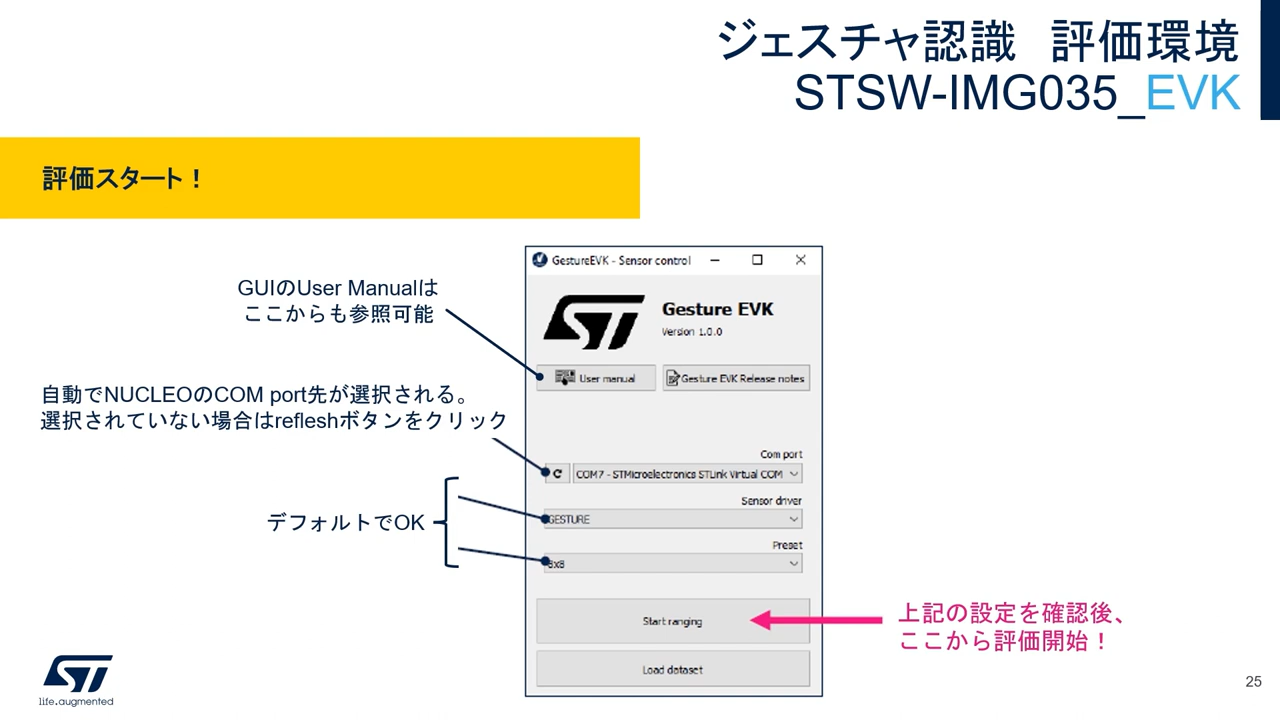 ジェスチャ認識　評価環境
STSW-IMG035_EVK
評価スタート！
GUIのUser Manualは
ここからも参照可能
自動でNUCLEOのCOM port先が選択される。
選択されていない場合はrefleshボタンをクリック
デフォルトでOK
GestureEVK - Sensor control
ST
Gesture EVK
Version 1.0.0
User manual
Gesture EVK Release notes
Com port
COM7 - STMicroelectronics STLink Virtual COM
Sensor driver
GESTURE
Preset
8x8
Start ranging
Load dataset
上記の設定を確認後、
ここから評価開始！
ST
life.augmented
25